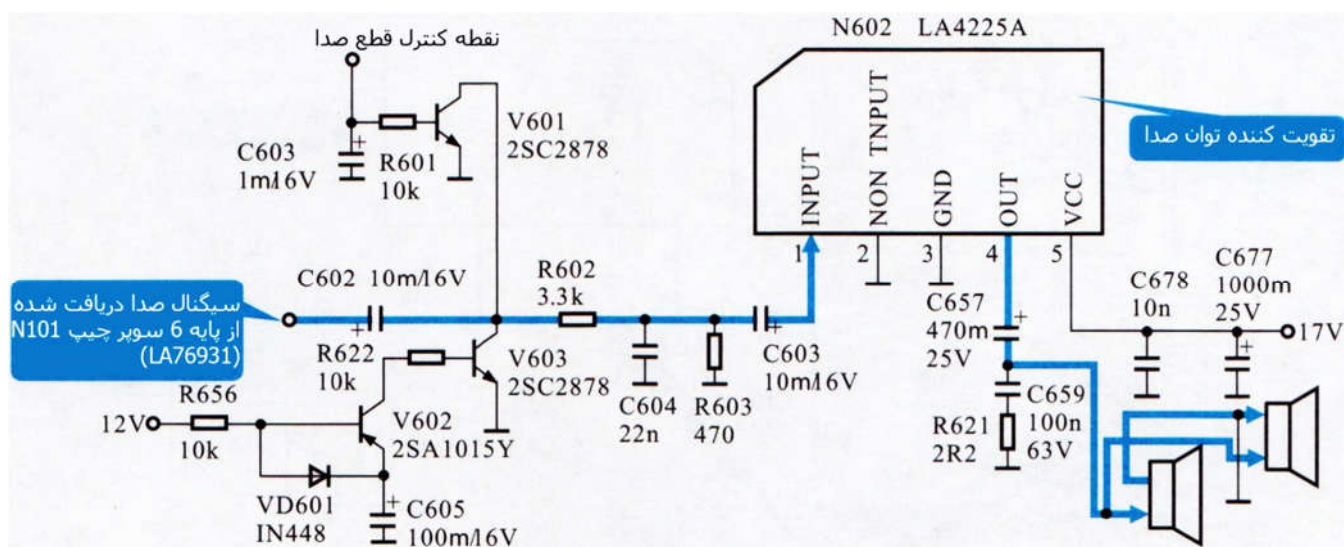 نقطه کنترل قطع صدا
N602 LA4225A
تقویت کننده توان صدا
INPUT
NON TNPUT
GND
OUT
VCC
1
2
3
4
5
V601
2SC2878
C603
1m/16V
R601
10k
C602
10m/16V
سیگنال صدا دریافت شده
از پایه 6 سوپر چیپ N101
(LA76931)
R602
3.3k
R622
10k
V603
2SC2878
C604
22n
R603
470
C603
10m/16V
C657
470m
25V
C678
10n
C677
1000m
25V
17V
R656
10k
12V
V602
2SA1015Y
VD601
IN448
C605
100m/16V
R621
2R2
C659
100n
63V